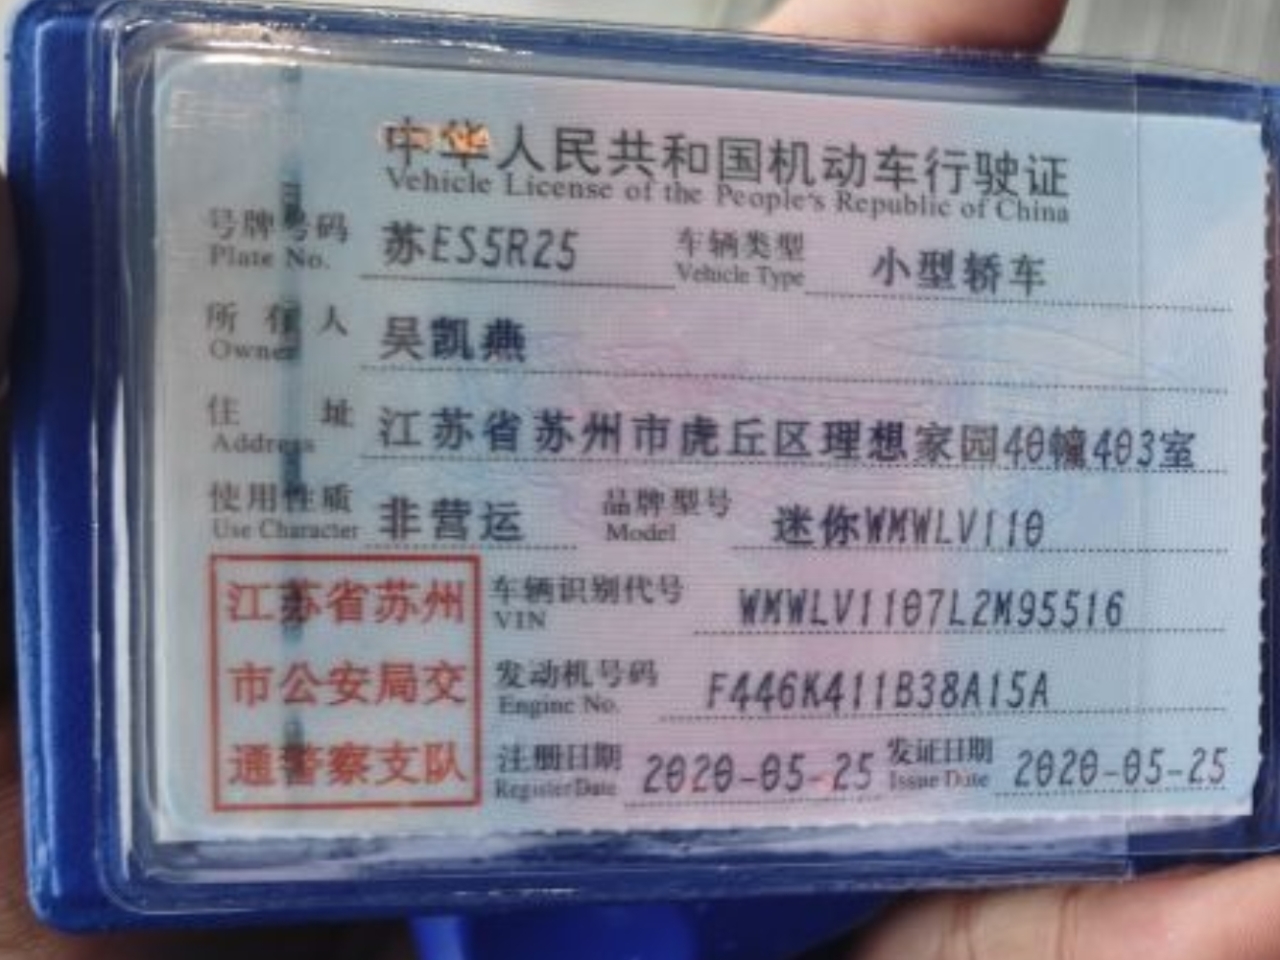 中华人民共和国机动车行驶证
Vehicle License of the People's Republic of China
号牌号码 苏ES5R25 车辆类型 小型轿车
Plate No. Vehicle Type
所有人 吴凯燕
Owner
住址 江苏省苏州市虎丘区理想家园40幢403室
Address
使用性质 非营运 品牌型号 迷你WMWLV110
Use Character Model
江苏省苏州 车辆识别代号 WMWLV1107L2M95516
VIN
市公安局交 发动机号码 F446K411B38A15A
Engine No.
通警察支队 注册日期 2020-05-25 发证日期 2020-05-25
Register Date Issue Date